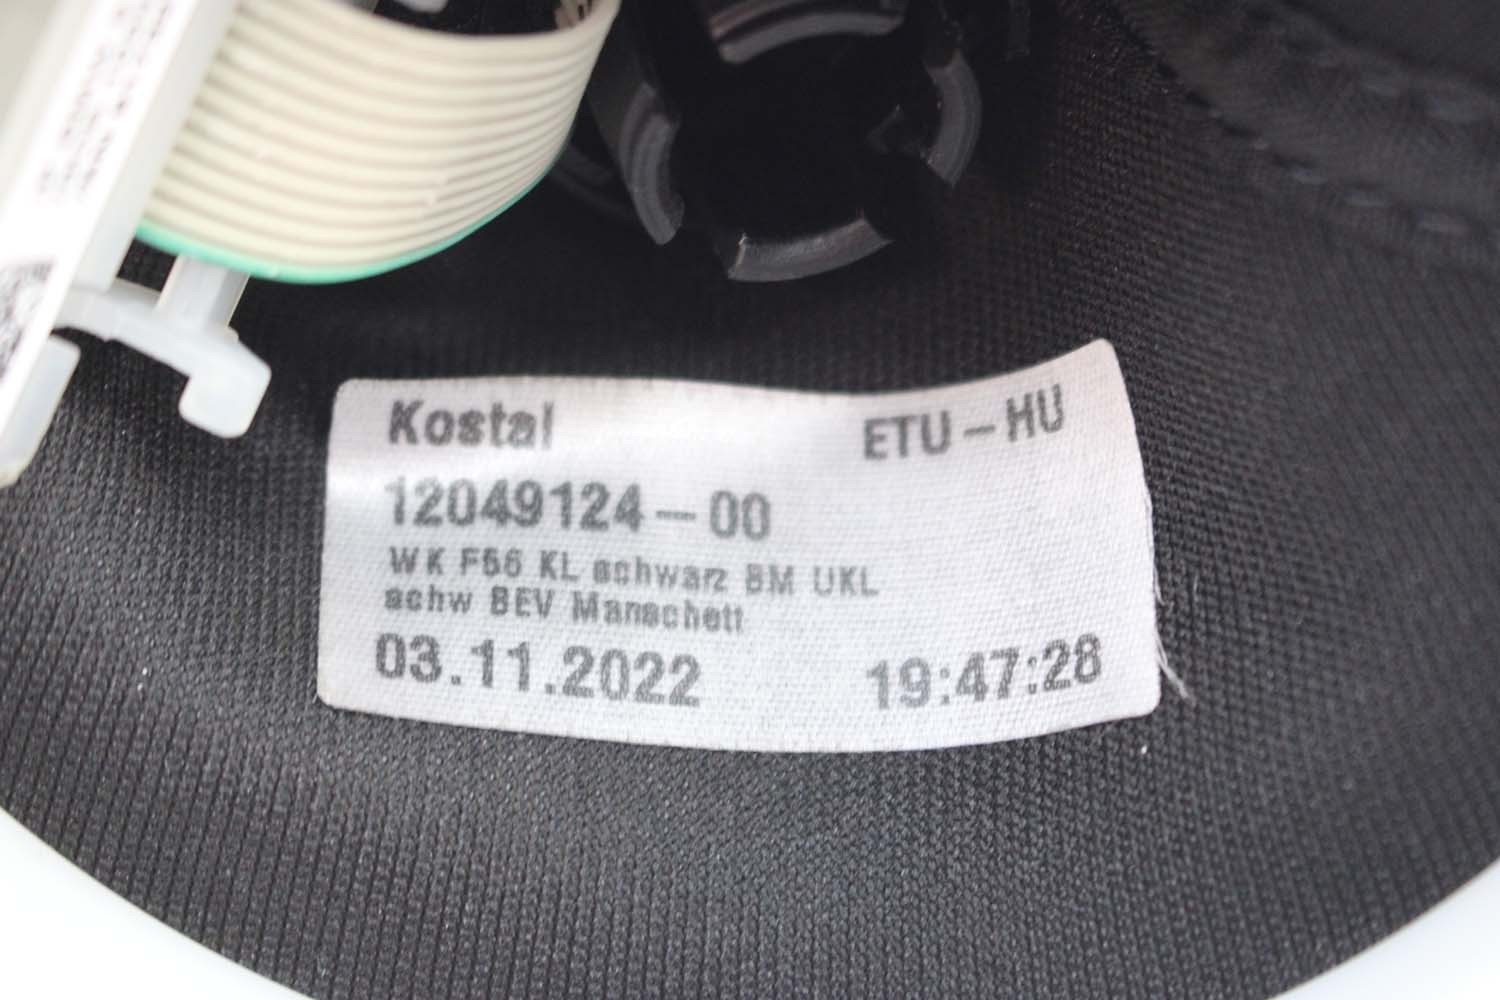 Kostal ETU-HU
12049124-00
WK F56 KL schwarz BM UKL
schw BEV Manschett
03.11.2022 19:47:28